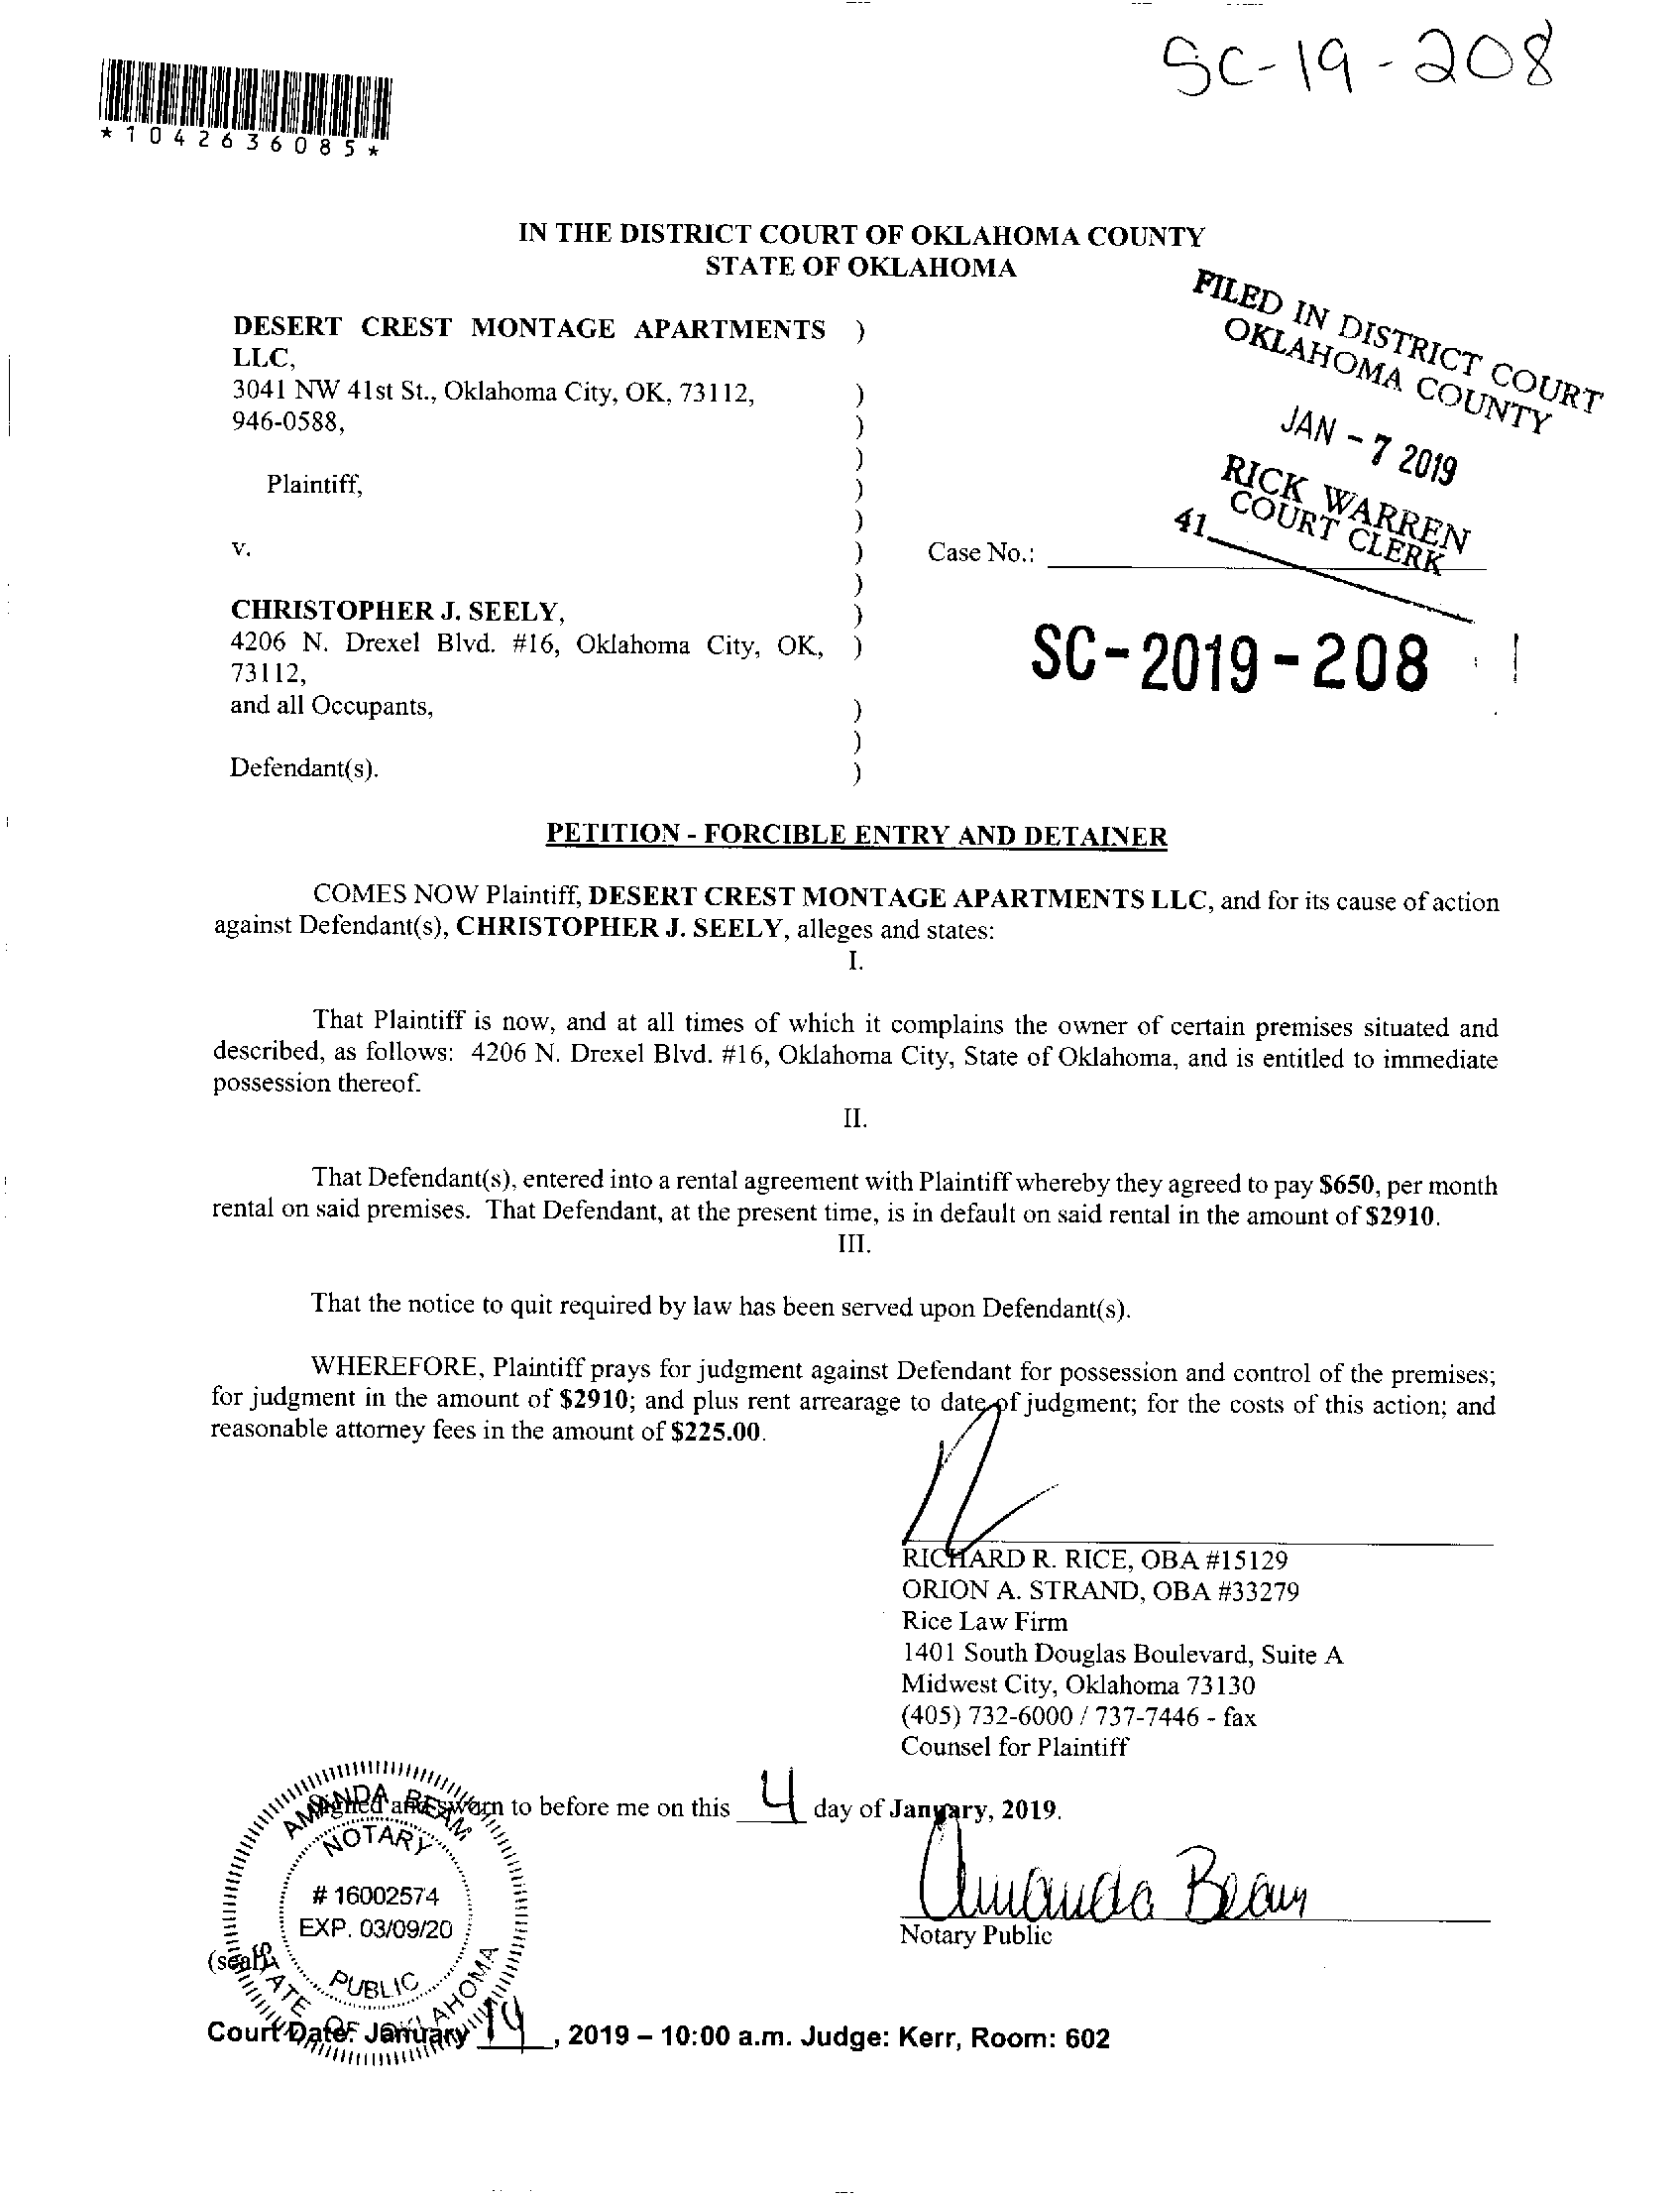 SC-19-208
*1042636085*
IN THE DISTRICT COURT OF OKLAHOMA COUNTY
STATE OF OKLAHOMA
FILED IN DISTRICT COURT
OKLAHOMA COUNTY
JAN - 7 2019
RICK WARREN
COURT CLERK
41
DESERT CREST MONTAGE APARTMENTS )
LLC,
3041 NW 41st St., Oklahoma City, OK, 73112, )
946-0588, )
)
Plaintiff, )
)
v. ) Case No.:
)
CHRISTOPHER J. SEELY, )
4206 N. Drexel Blvd. #16, Oklahoma City, OK, )
73112,
and all Occupants, )
)
Defendant(s). )
SC-2019-208
PETITION - FORCIBLE ENTRY AND DETAINER
COMES NOW Plaintiff, DESERT CREST MONTAGE APARTMENTS LLC, and for its cause of action
against Defendant(s), CHRISTOPHER J. SEELY, alleges and states:
I.
That Plaintiff is now, and at all times of which it complains the owner of certain premises situated and
described, as follows: 4206 N. Drexel Blvd. #16, Oklahoma City, State of Oklahoma, and is entitled to immediate
possession thereof.
II.
That Defendant(s), entered into a rental agreement with Plaintiff whereby they agreed to pay $650, per month
rental on said premises. That Defendant, at the present time, is in default on said rental in the amount of $2910.
III.
That the notice to quit required by law has been served upon Defendant(s).
WHEREFORE, Plaintiff prays for judgment against Defendant for possession and control of the premises;
for judgment in the amount of $2910; and plus rent arrearage to date of judgment; for the costs of this action; and
reasonable attorney fees in the amount of $225.00.
RICHARD R. RICE, OBA #15129
ORION A. STRAND, OBA #33279
Rice Law Firm
1401 South Douglas Boulevard, Suite A
Midwest City, Oklahoma 73130
(405) 732-6000 / 737-7446 - fax
Counsel for Plaintiff
Signed and sworn to before me on this 4 day of January, 2019.
Amanda Beam
Notary Public
AMANDA BEAM
NOTARY
# 16002574
EXP. 03/09/20
PUBLIC
STATE OF OKLAHOMA
(seal)
Court Date: January 14, 2019 – 10:00 a.m. Judge: Kerr, Room: 602